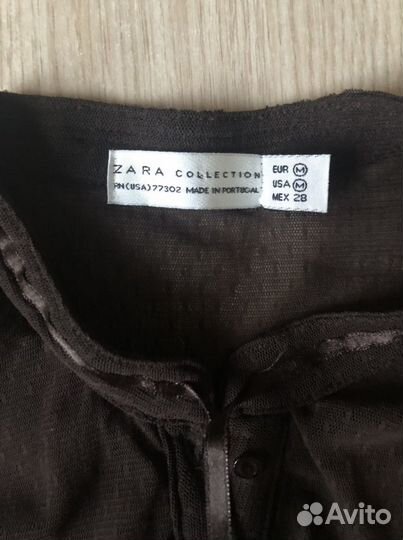 ZARA COLLECTION
RN(USA)77302 MADE IN PORTUGAL
EUR M
USA M
MEX 28
Avito